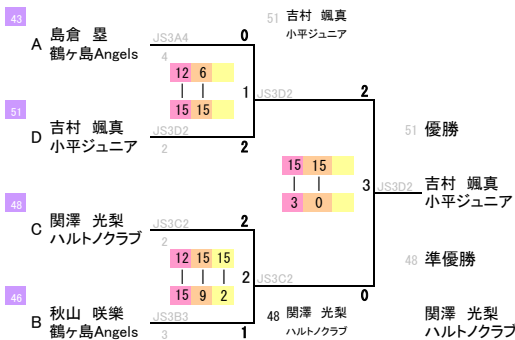 43
A 島倉 塁
鶴ヶ島Angels
JS3A4
4
0
12 6
| |
15 15
1
JS3D2
51
D 吉村 颯真
小平ジュニア
JS3D2
2
2
51 吉村 颯真
小平ジュニア
2
15 15
| |
3 0
3
JS3D2
51 優勝
吉村 颯真
小平ジュニア
48
C 関澤 光梨
ハルトノクラブ
JS3C2
2
2
12 15 15
| | |
15 9 2
2
JS3C2
46
B 秋山 咲樂
鶴ヶ島Angels
JS3B3
3
1
0
48 関澤 光梨
ハルトノクラブ
48 準優勝
関澤 光梨
ハルトノクラブ